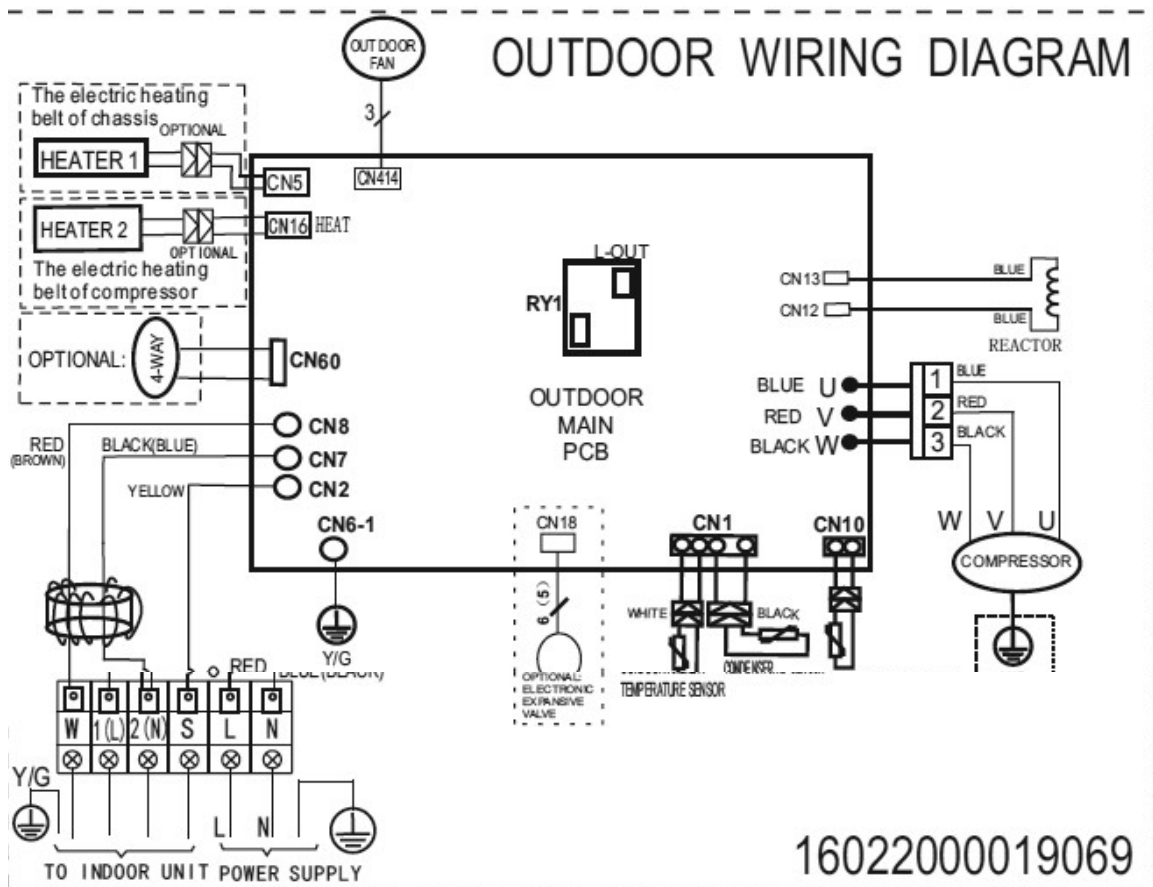 OUTDOOR WIRING DIAGRAM
OUTDOOR
FAN
3
The electric heating
belt of chassis
OPTIONAL
HEATER 1
CN5
CN414
HEATER 2
CN16 HEAT
OPTIONAL
The electric heating
belt of compressor
L-OUT
RY1
CN13
BLUE
CN12
BLUE
REACTOR
OPTIONAL:
4-WAY
CN60
OUTDOOR
MAIN
PCB
BLUE U
RED V
BLACK W
1 BLUE
2 RED
3 BLACK
RED
(BROWN)
BLACK(BLUE)
YELLOW
CN8
CN7
CN2
CN6-1
Y/G
CN18
6 (5)
OPTIONAL:
ELECTRONIC
EXPANSIVE
VALVE
CN1
CN10
WHITE
BLACK
CONDENSER
TEMPERATURE SENSOR
W V U
COMPRESSOR
RED
BLUE(BLACK)
W 1(L) 2(N) S L N
Y/G
L N
TO INDOOR UNIT POWER SUPPLY
16022000019069